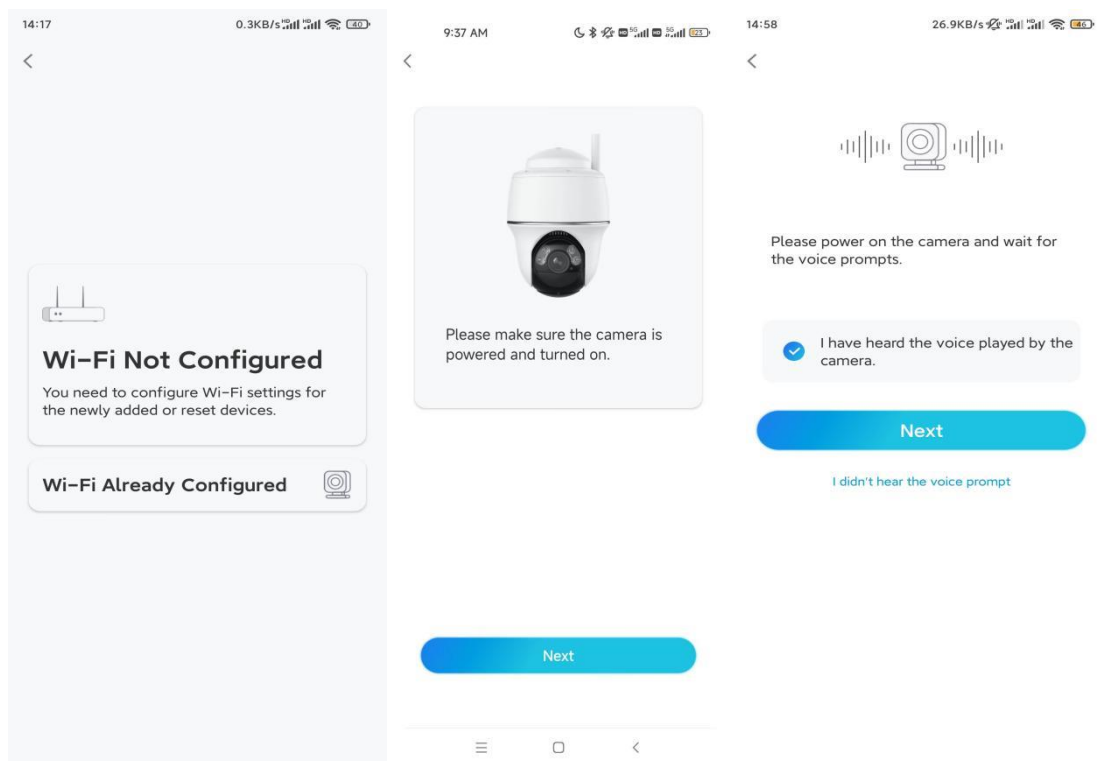 14:17
0.3KB/s
40
Wi-Fi Not Configured
You need to configure Wi-Fi settings for
the newly added or reset devices.
Wi-Fi Already Configured
9:37 AM
23
Please make sure the camera is
powered and turned on.
Next
14:58
26.9KB/s
46
Please power on the camera and wait for
the voice prompts.
I have heard the voice played by the
camera.
Next
I didn't hear the voice prompt